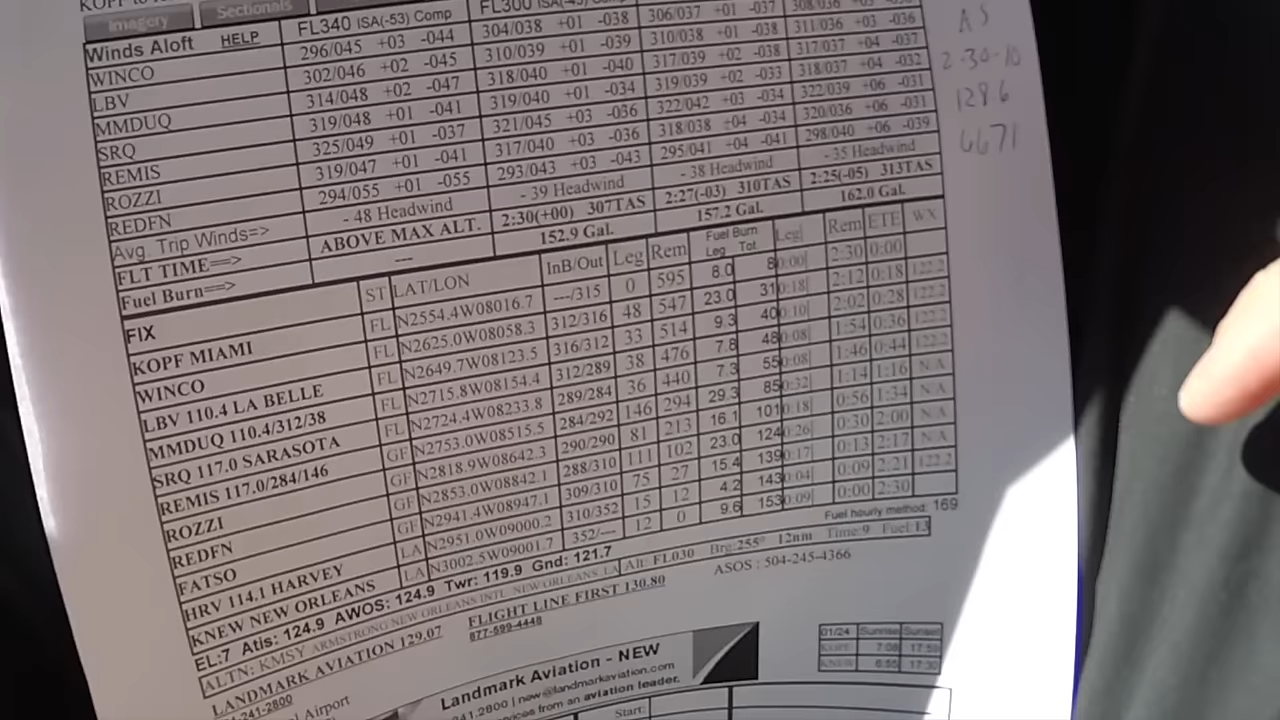 KOPF to
Imagery Sectionals
Winds Aloft HELP FL340 ISA(-53) Comp FL300
WINCO 296/045 +03 -044 304/038 +01 -038 306/037 +01 -037 308/036
LBV 302/046 +02 -045 310/039 +01 -039 310/038 +01 -038 311/036 +03 -036
MMDUQ 314/048 +02 -047 318/040 +01 -040 317/039 +02 -038 317/037 +04 -037
SRQ 319/048 +01 -041 319/040 +01 -034 319/039 +02 -033 318/037 +04 -032
REMIS 325/049 +01 -037 321/045 +03 -036 322/042 +03 -034 322/039 +06 -031
ROZZI 319/047 +01 -041 317/040 +03 -036 318/038 +04 -034 320/036 +06 -031
REDFN 294/055 +01 -055 293/043 +03 -043 295/041 +04 -041 298/040 +06 -039
Avg. Trip Winds=> - 48 Headwind - 39 Headwind - 38 Headwind - 35 Headwind
FLT TIME==> ABOVE MAX ALT. 2:30(+00) 307TAS 2:27(-03) 310TAS 2:25(-05) 313TAS
Fuel Burn==> --- 152.9 Gal. 157.2 Gal. 162.0 Gal.
FIX ST LAT/LON InB/Out Leg Rem Fuel Burn Leg Tot. Leg Rem ETE WX
KOPF MIAMI FL N2554.4W08016.7 ---/315 0 595 8.0 8 0:00 2:30 0:00
WINCO FL N2625.0W08058.3 312/316 48 547 23.0 31 0:18 2:12 0:18 122.2
LBV 110.4 LA BELLE FL N2649.7W08123.5 316/312 33 514 9.3 40 0:10 2:02 0:28 122.2
MMDUQ 110.4/312/38 FL N2715.8W08154.4 312/289 38 476 7.8 48 0:08 1:54 0:36 122.2
SRQ 117.0 SARASOTA FL N2724.4W08233.8 289/284 36 440 7.3 55 0:08 1:46 0:44 122.2
REMIS 117.0/284/146 GF N2753.0W08515.5 284/292 146 294 29.3 85 0:32 1:14 1:16 N/A
ROZZI GF N2818.9W08642.3 290/290 81 213 16.1 101 0:18 0:56 1:34 N/A
REDFN GF N2853.0W08842.1 288/310 111 102 23.0 124 0:26 0:30 2:00 N/A
FATSO GF N2941.4W08947.1 309/310 75 27 15.4 139 0:17 0:13 2:17 N/A
HRV 114.1 HARVEY LA N2951.0W09000.2 310/352 15 12 4.2 143 0:04 0:09 2:21 122.2
KNEW NEW ORLEANS LA N3002.5W09001.7 352/--- 12 0 9.6 153 0:09 0:00 2:30
EL:7 Atis: 124.9 AWOS: 124.9 Twr: 119.9 Gnd: 121.7 Fuel hourly method: 169
ALTN: KMSY ARMSTRONG NEW ORLEANS INTL NEW ORLEANS LA Alt: FL030 Brg:255° 12nm Time:9 Fuel:13
LANDMARK AVIATION 129.07 FLIGHT LINE FIRST 130.80 ASOS : 504-245-4366
241-2800 877-599-4448
Airport
Landmark Aviation - NEW
241.2800 | new@landmarkaviation.com
from an aviation leader.
Start:
01/24 Sunrise Sunset
KOPF 7:08 17:59
KNEW 6:55 17:30
2-30-10
1286
6671